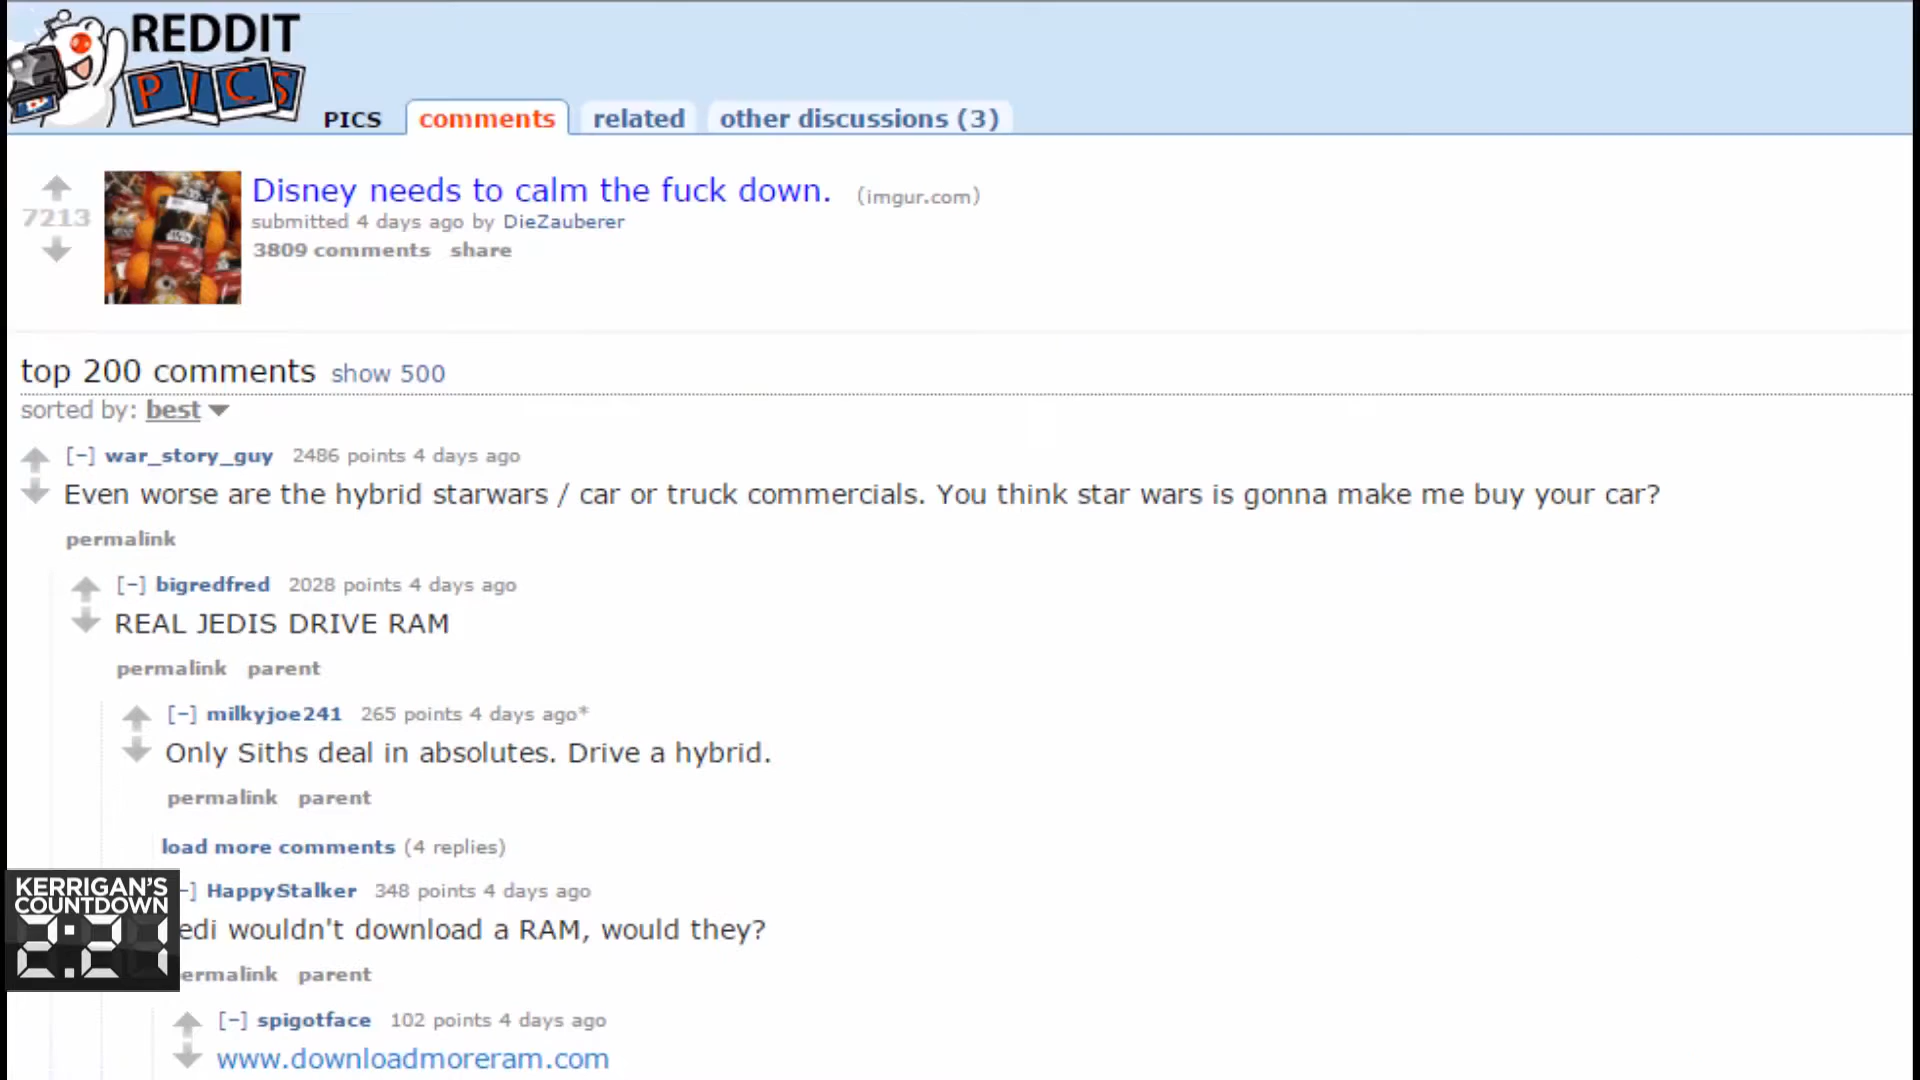 REDDIT
PICS
PICS comments related other discussions (3)
7213
Disney needs to calm the fuck down. (imgur.com)
submitted 4 days ago by DieZauberer
3809 comments share
top 200 comments show 500
sorted by: best
[-] war_story_guy 2486 points 4 days ago
Even worse are the hybrid starwars / car or truck commercials. You think star wars is gonna make me buy your car?
permalink
[-] bigredfred 2028 points 4 days ago
REAL JEDIS DRIVE RAM
permalink parent
[-] milkyjoe241 265 points 4 days ago*
Only Siths deal in absolutes. Drive a hybrid.
permalink parent
load more comments (4 replies)
-] HappyStalker 348 points 4 days ago
edi wouldn't download a RAM, would they?
ermalink parent
[-] spigotface 102 points 4 days ago
www.downloadmoreram.com
KERRIGAN'S
COUNTDOWN
2:21